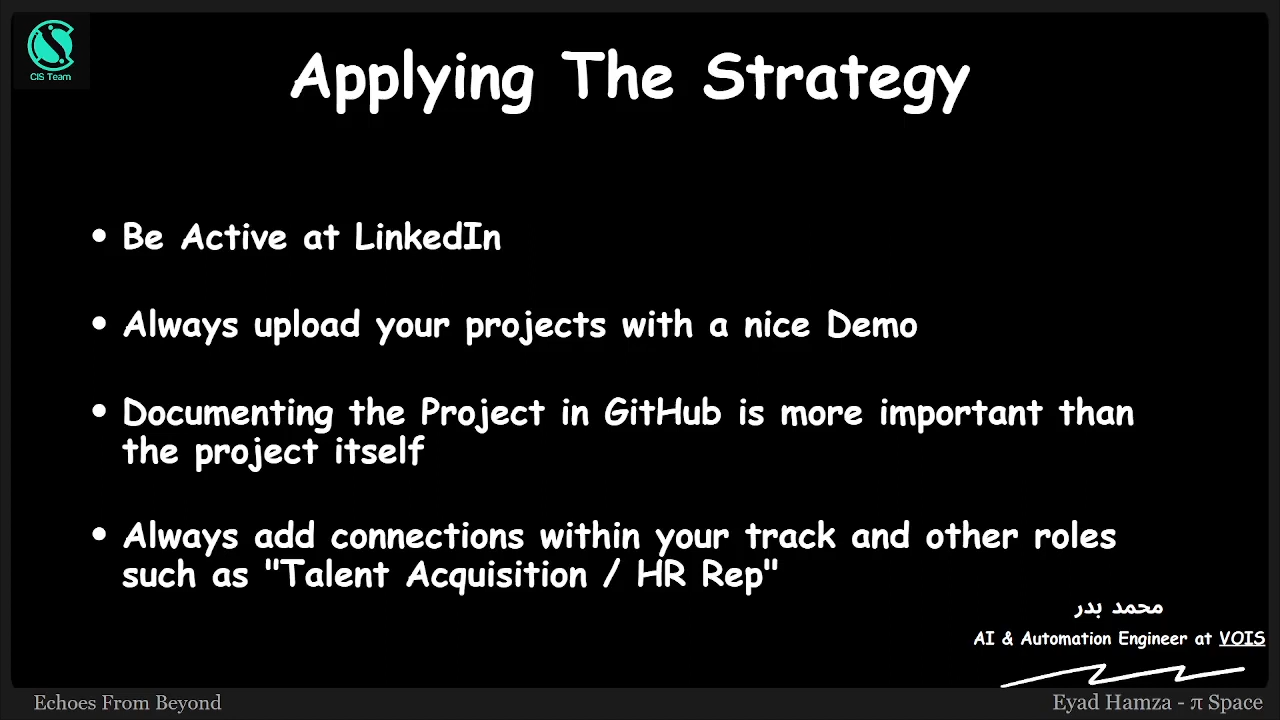 CIS Team
Applying The Strategy
• Be Active at LinkedIn
• Always upload your projects with a nice Demo
• Documenting the Project in GitHub is more important than
the project itself
• Always add connections within your track and other roles
such as "Talent Acquisition / HR Rep"
محمد بدر
AI & Automation Engineer at VOIS
Echoes From Beyond
Eyad Hamza - π Space